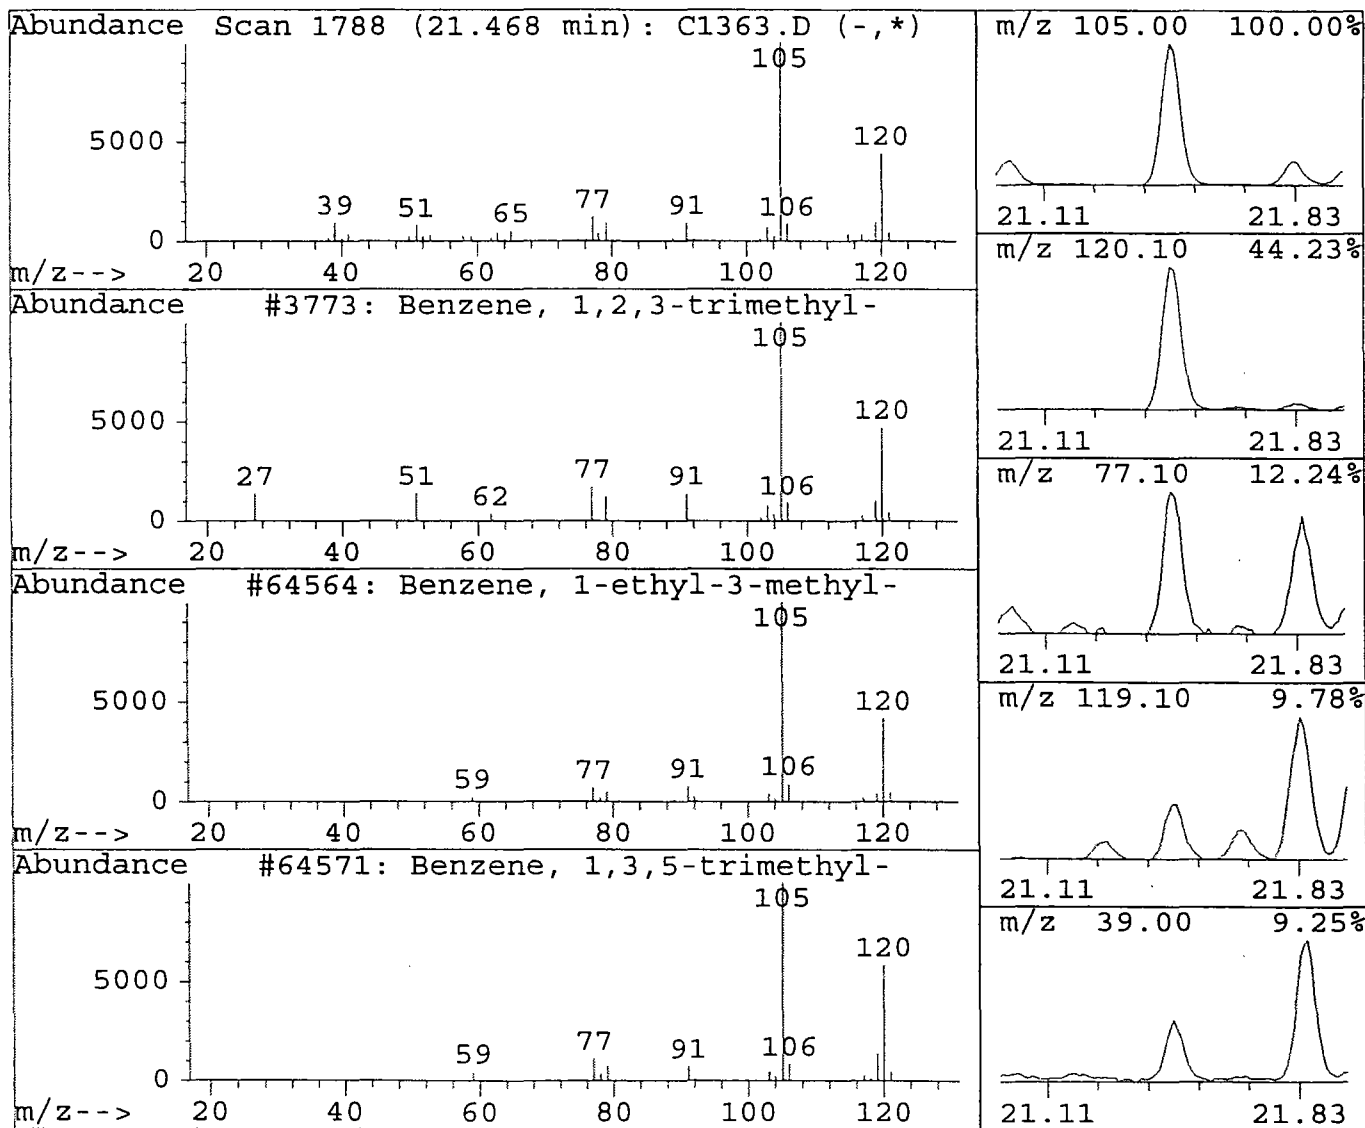 Abundance Scan 1788 (21.468 min): C1363.D (-,*)
105
5000
120
39 51 65 77 91 106
0
m/z--> 20 40 60 80 100 120
Abundance #3773: Benzene, 1,2,3-trimethyl-
105
5000
120
27 51 62 77 91 106
0
m/z--> 20 40 60 80 100 120
Abundance #64564: Benzene, 1-ethyl-3-methyl-
105
5000
120
59 77 91 106
0
m/z--> 20 40 60 80 100 120
Abundance #64571: Benzene, 1,3,5-trimethyl-
105
5000
120
59 77 91 106
0
m/z--> 20 40 60 80 100 120
m/z 105.00 100.00%
21.11 21.83
m/z 120.10 44.23%
21.11 21.83
m/z 77.10 12.24%
21.11 21.83
m/z 119.10 9.78%
21.11 21.83
m/z 39.00 9.25%
21.11 21.83